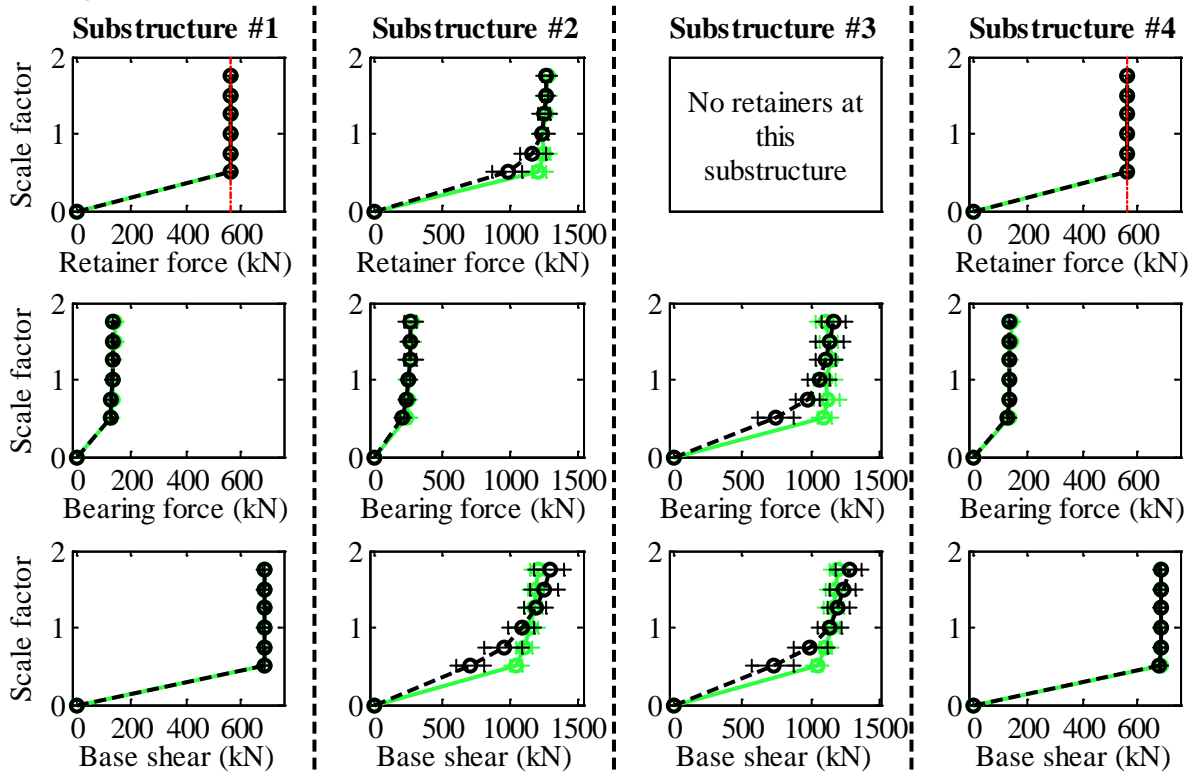 Substructure #1 Substructure #2 Substructure #3 Substructure #4
Scale factor
2
1
0
0 200 400 600
Retainer force (kN)
2
1
0
0 500 1000 1500
Retainer force (kN)
No retainers at
this
substructure
2
1
0
0 200 400 600
Retainer force (kN)
Scale factor
2
1
0
0 200 400 600
Bearing force (kN)
2
1
0
0 500 1000 1500
Bearing force (kN)
2
1
0
0 500 1000 1500
Bearing force (kN)
2
1
0
0 200 400 600
Bearing force (kN)
Scale factor
2
1
0
0 200 400 600
Base shear (kN)
2
1
0
0 500 1000 1500
Base shear (kN)
2
1
0
0 500 1000 1500
Base shear (kN)
2
1
0
0 200 400 600
Base shear (kN)